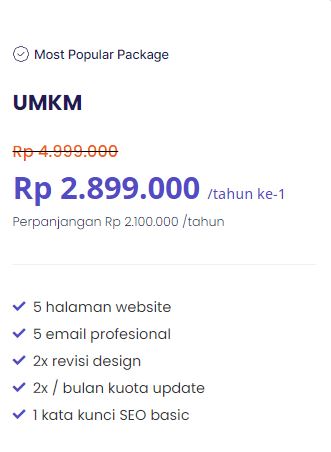 Most Popular Package
UMKM
Rp 4.999.000
Rp 2.899.000 /tahun ke-1
Perpanjangan Rp 2.100.000 /tahun
5 halaman website
5 email profesional
2x revisi design
2x / bulan kuota update
1 kata kunci SEO basic